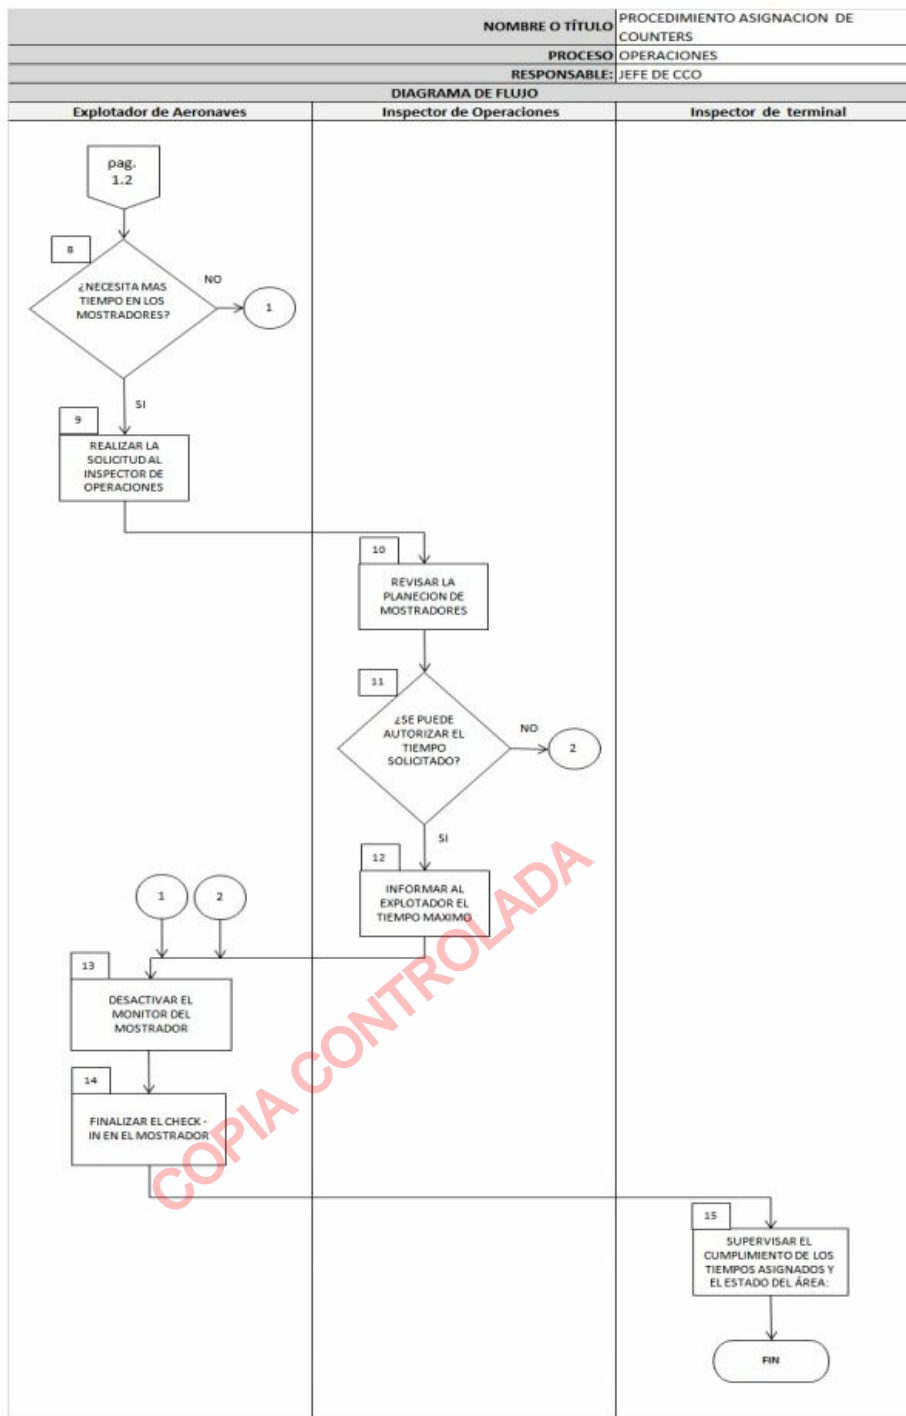 NOMBRE O TÍTULO
PROCEDIMIENTO ASIGNACION DE
COUNTERS
PROCESO
OPERACIONES
RESPONSABLE:
JEFE DE CCO
DIAGRAMA DE FLUJO
Explotador de Aeronaves
Inspector de Operaciones
Inspector de terminal
pag.
1.2
8
¿NECESITA MAS
TIEMPO EN LOS
MOSTRADORES?
NO
1
SI
9
REALIZAR LA
SOLICITUD AL
INSPECTOR DE
OPERACIONES
10
REVISAR LA
PLANECION DE
MOSTRADORES
11
¿SE PUEDE
AUTORIZAR EL
TIEMPO
SOLICITADO?
NO
2
SI
12
INFORMAR AL
EXPLOTADOR EL
TIEMPO MAXIMO
1
2
13
DESACTIVAR EL
MONITOR DEL
MOSTRADOR
14
FINALIZAR EL CHECK -
IN EN EL MOSTRADOR
15
SUPERVISAR EL
CUMPLIMIENTO DE LOS
TIEMPOS ASIGNADOS Y
EL ESTADO DEL ÁREA:
FIN
COPIA CONTROLADA